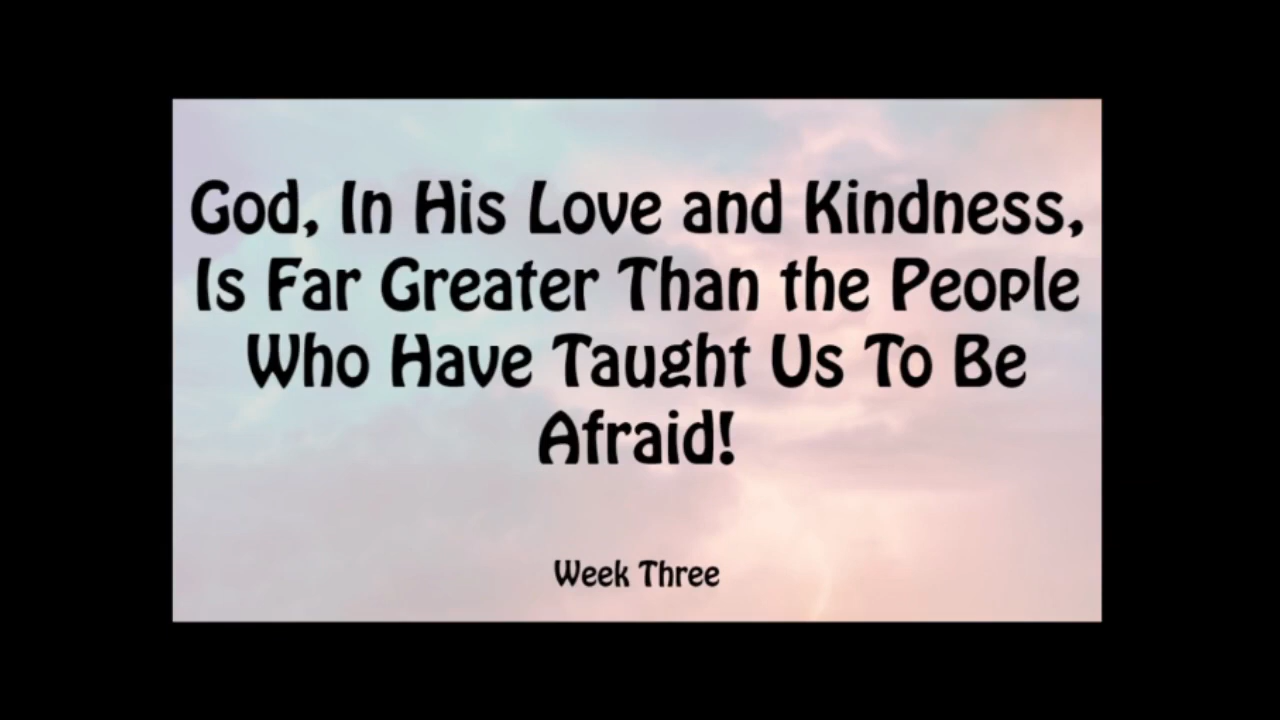 God, In His Love and Kindness,
Is Far Greater Than the People
Who Have Taught Us To Be
Afraid!
Week Three